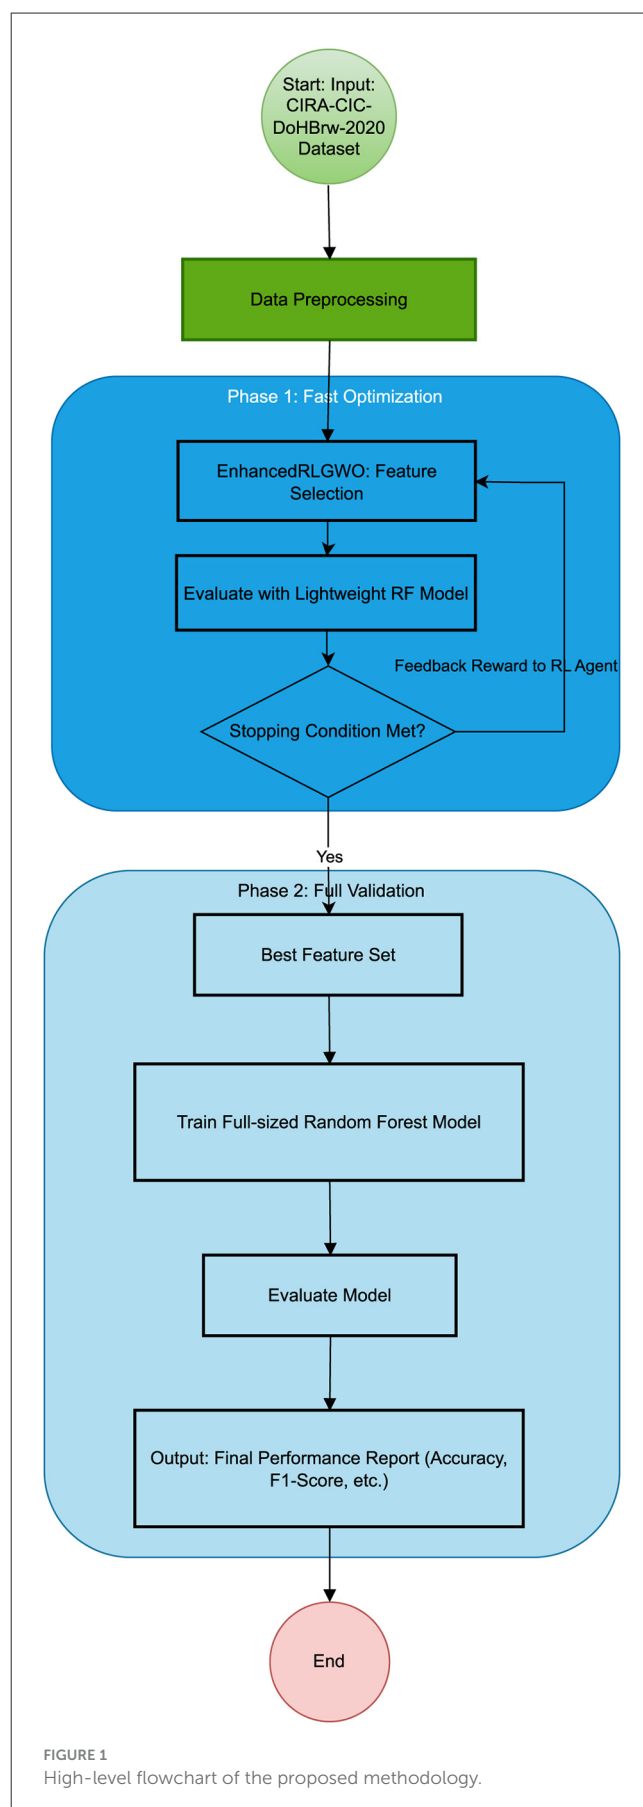 Start: Input:
CIRA-CIC-
DoHBrw-2020
Dataset
Data Preprocessing
Phase 1: Fast Optimization
EnhancedRLGWO: Feature
Selection
Evaluate with Lightweight RF Model
Feedback Reward to RL Agent
Stopping Condition Met?
Yes
Phase 2: Full Validation
Best Feature Set
Train Full-sized Random Forest Model
Evaluate Model
Output: Final Performance Report (Accuracy,
F1-Score, etc.)
End
FIGURE 1
High-level flowchart of the proposed methodology.